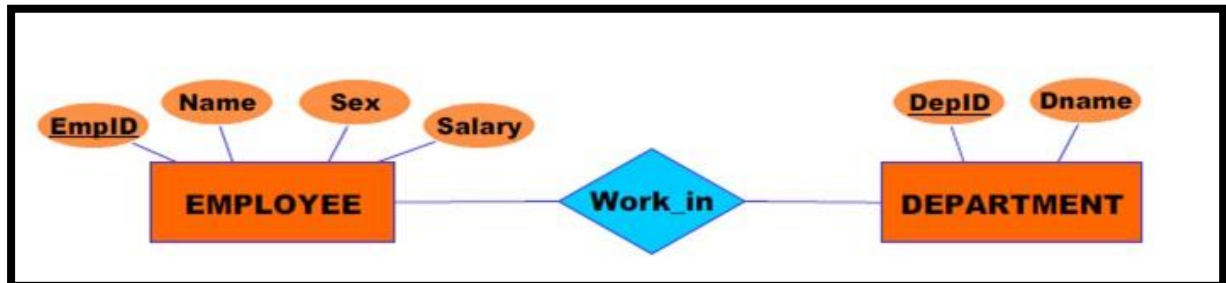 EmpID
Name
Sex
Salary
DepID
Dname
EMPLOYEE
Work_in
DEPARTMENT